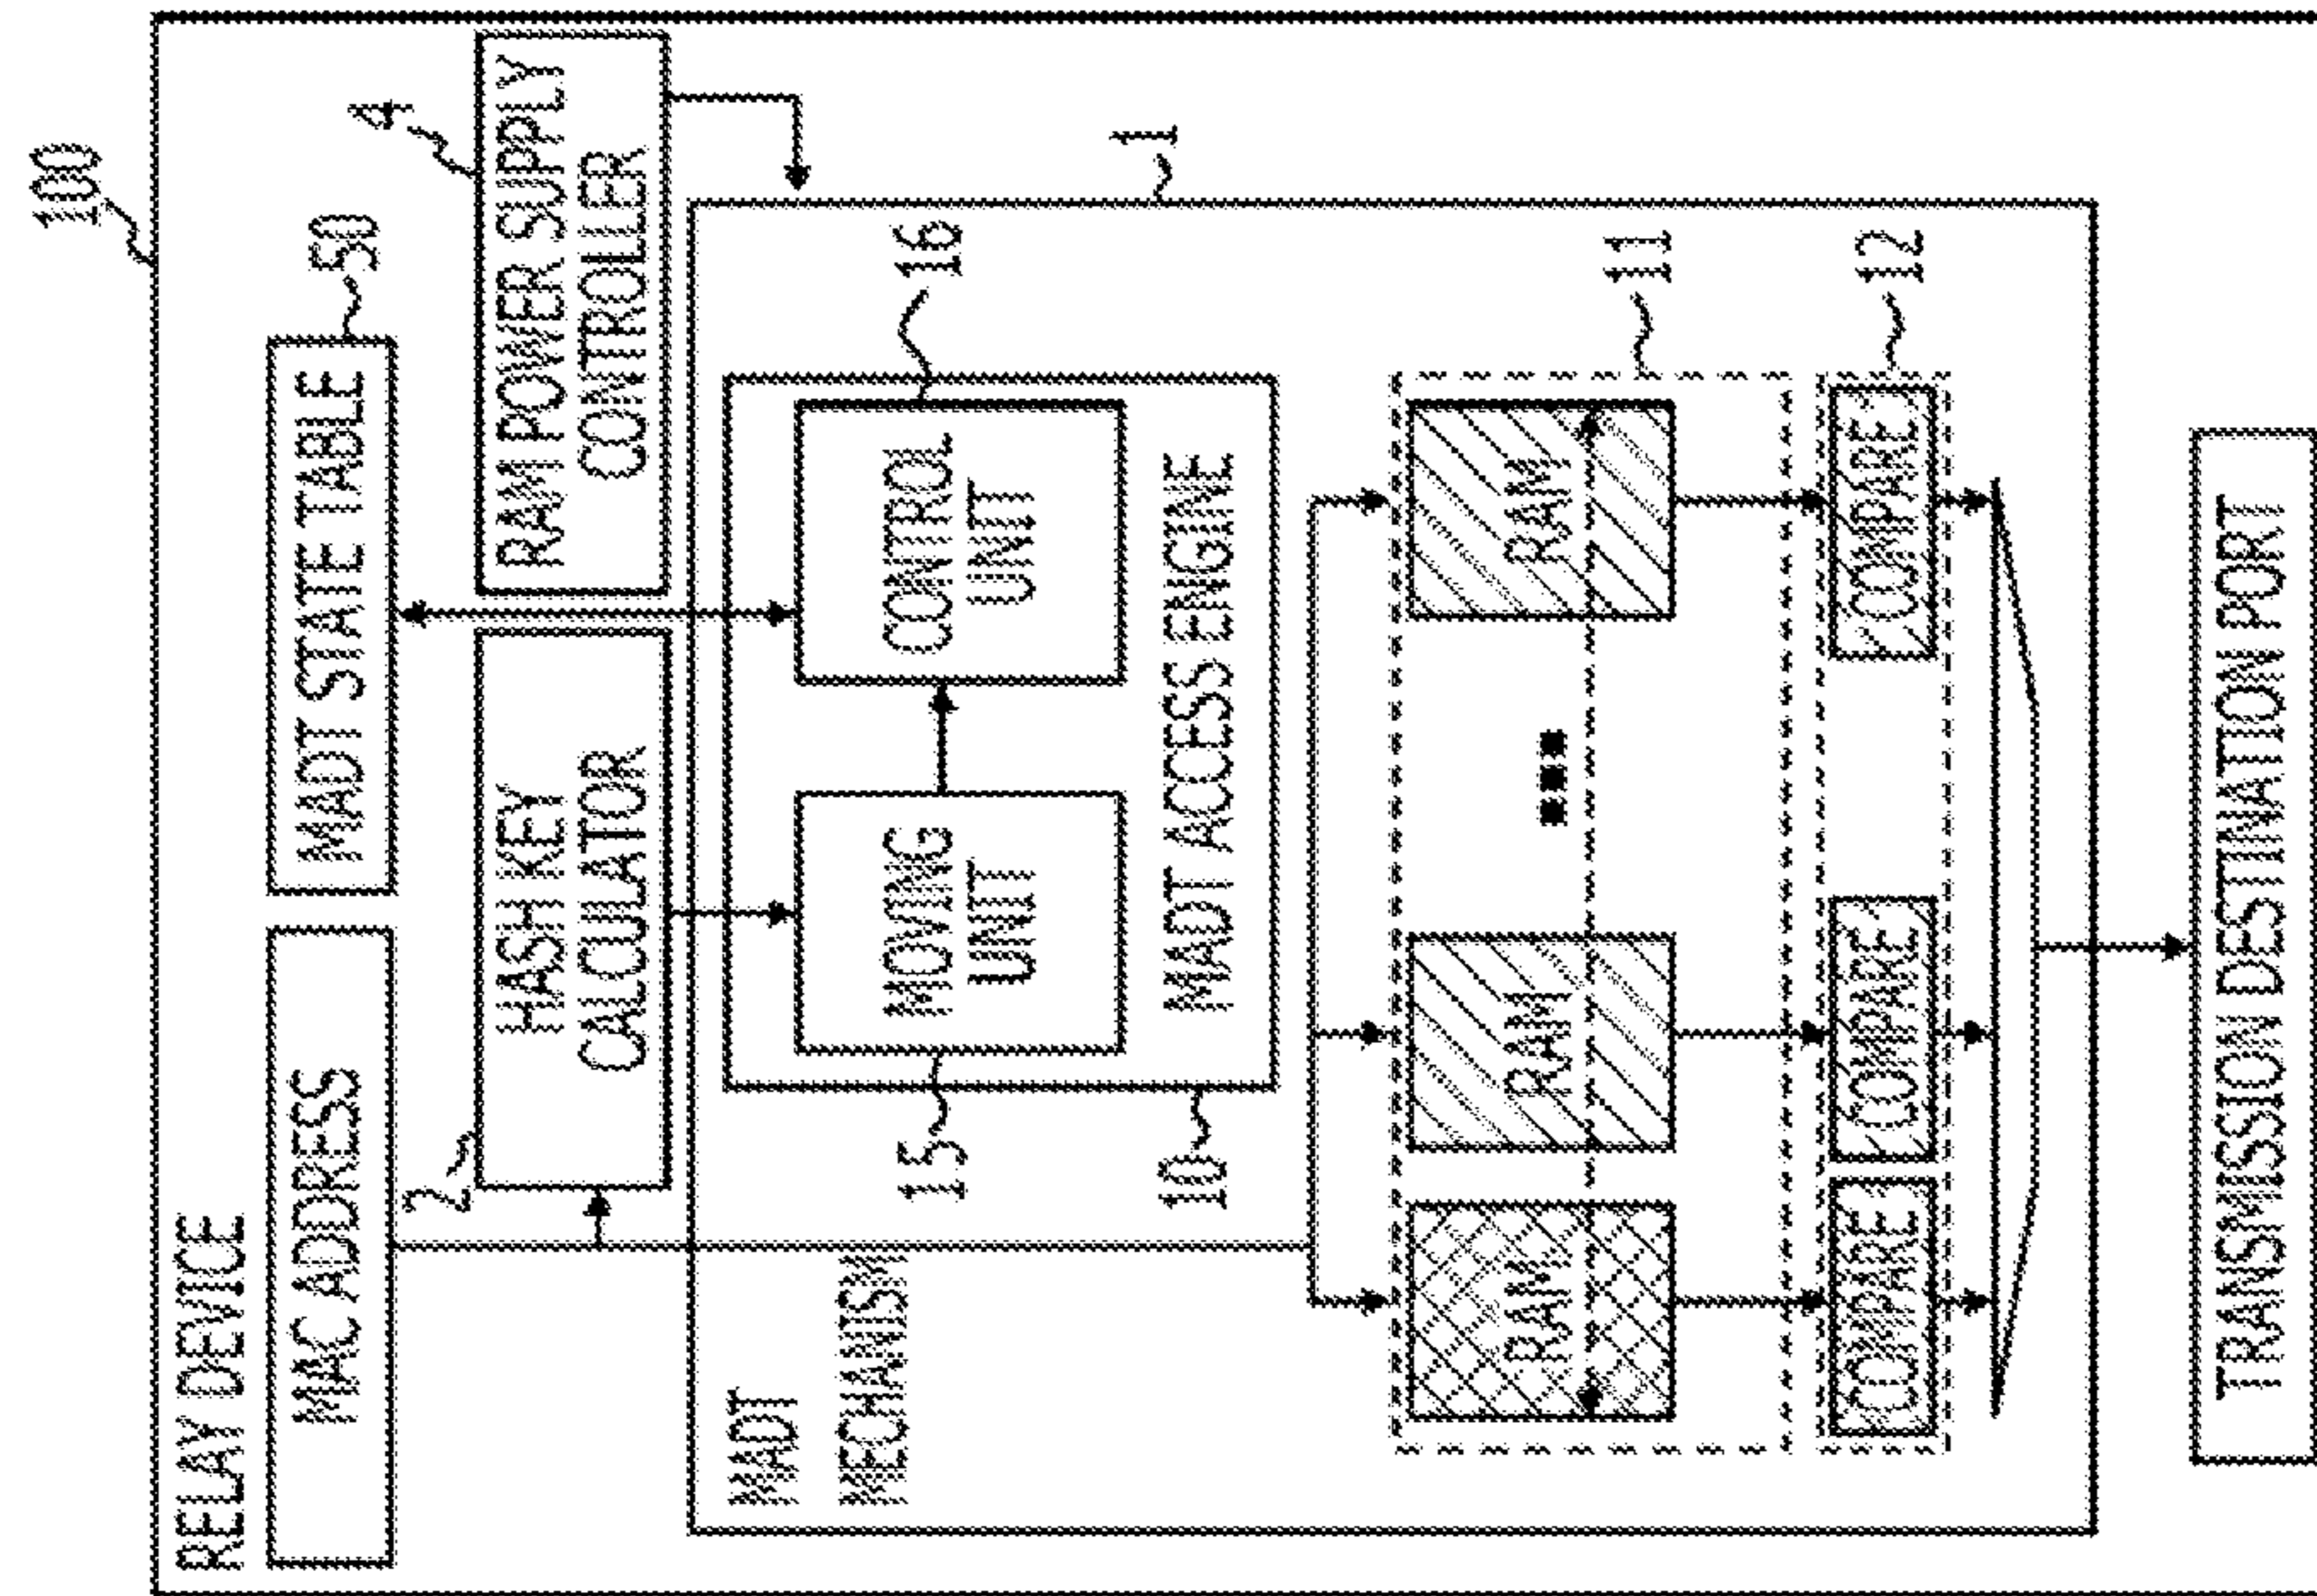 100
RELAY DEVICE
MAC ADDRESS
MADT STATE TABLE
50
2
HASH KEY
CALCULATOR
4
RAM POWER SUPPLY
CONTROLLER
1
MADT
MECHANISM
15
MOVING
UNIT
CONTROL
UNIT
16
10
MADT ACCESS ENGINE
RAM
RAM
RAM
11
COMPARE
COMPARE
COMPARE
12
TRANSMISSION DESTINATION PORT